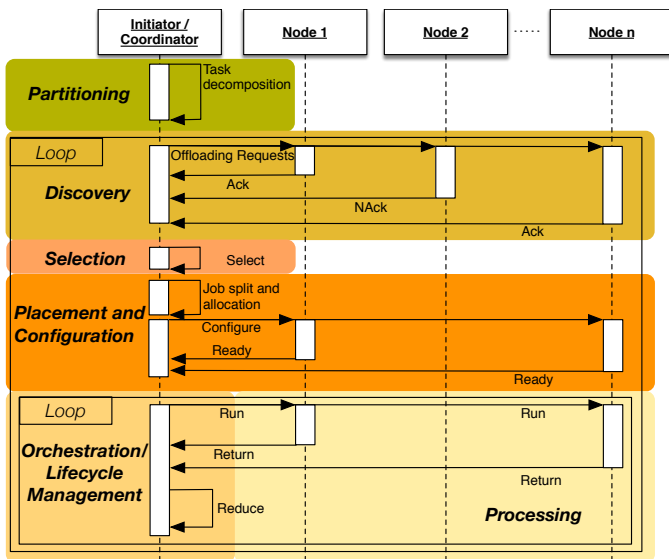 Initiator /
Coordinator
Node 1
Node 2
.....
Node n
Partitioning
Task
decomposition
Loop
Offloading Requests
Discovery
Ack
NAck
Ack
Selection
Select
Placement and
Configuration
Job split and
allocation
Configure
Ready
Ready
Loop
Run
Run
Orchestration/
Lifecycle
Management
Return
Return
Reduce
Processing